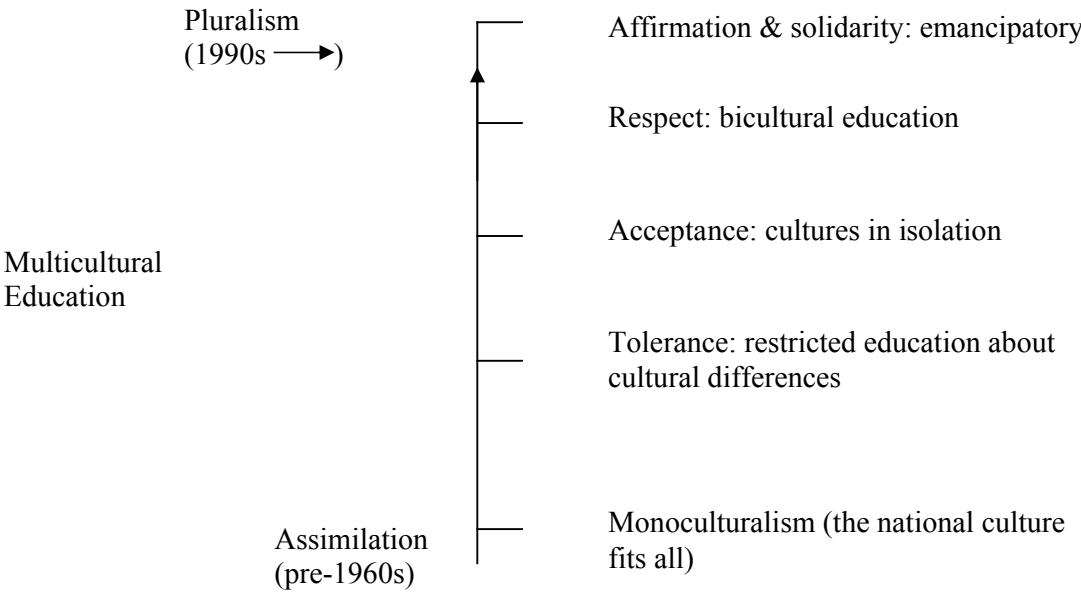 Pluralism
(1990s →)
Affirmation & solidarity: emancipatory
Respect: bicultural education
Acceptance: cultures in isolation
Multicultural
Education
Tolerance: restricted education about
cultural differences
Assimilation
(pre-1960s)
Monoculturalism (the national culture
fits all)